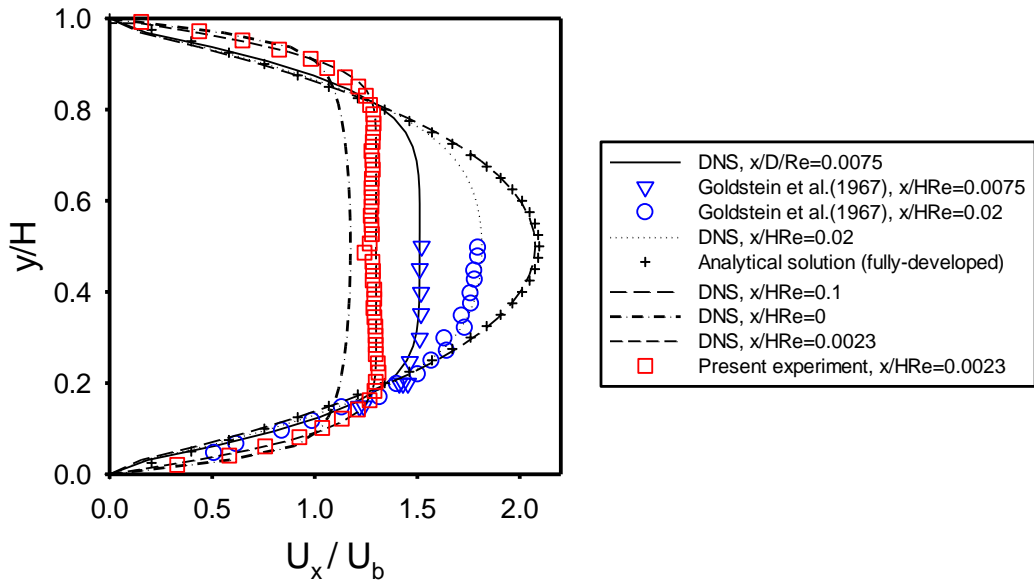 1.0
0.8
0.6
0.4
0.2
0.0
y/H
0.0 0.5 1.0 1.5 2.0
Ux / Ub
DNS, x/D/Re=0.0075
Goldstein et al.(1967), x/HRe=0.0075
Goldstein et al.(1967), x/HRe=0.02
DNS, x/HRe=0.02
Analytical solution (fully-developed)
DNS, x/HRe=0.1
DNS, x/HRe=0
DNS, x/HRe=0.0023
Present experiment, x/HRe=0.0023